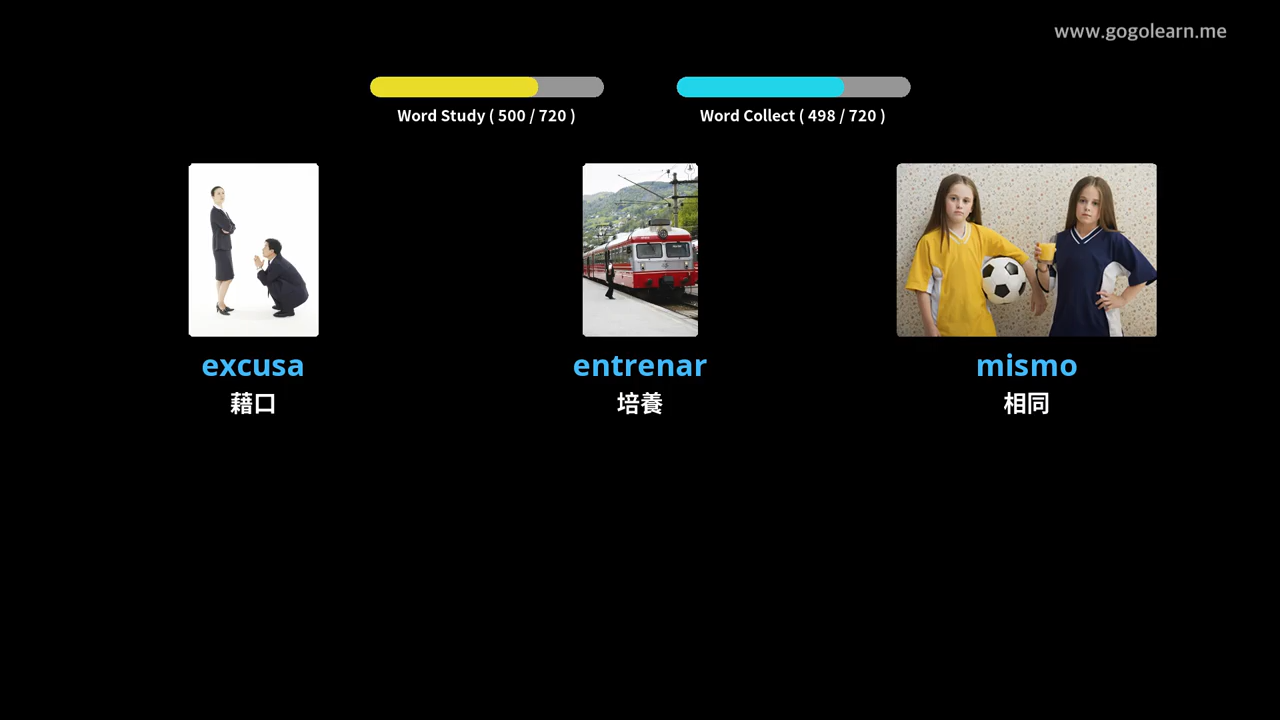 www.gogolearn.me
Word Study ( 500 / 720 )
Word Collect ( 498 / 720 )
excusa
藉口
entrenar
培養
mismo
相同